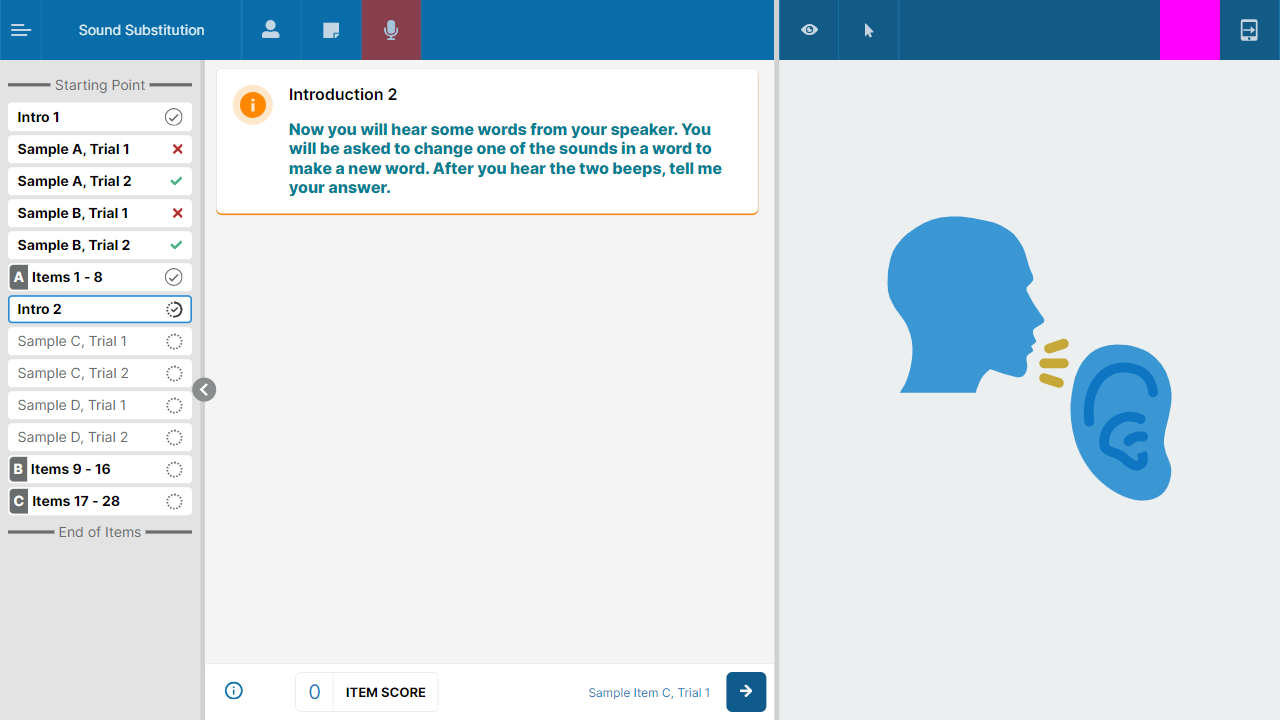 Sound Substitution
Starting Point
Intro 1
Sample A, Trial 1
Sample A, Trial 2
Sample B, Trial 1
Sample B, Trial 2
A Items 1 - 8
Intro 2
Sample C, Trial 1
Sample C, Trial 2
Sample D, Trial 1
Sample D, Trial 2
B Items 9 - 16
C Items 17 - 28
End of Items
Introduction 2
Now you will hear some words from your speaker. You
will be asked to change one of the sounds in a word to
make a new word. After you hear the two beeps, tell me
your answer.
0 ITEM SCORE
Sample Item C, Trial 1